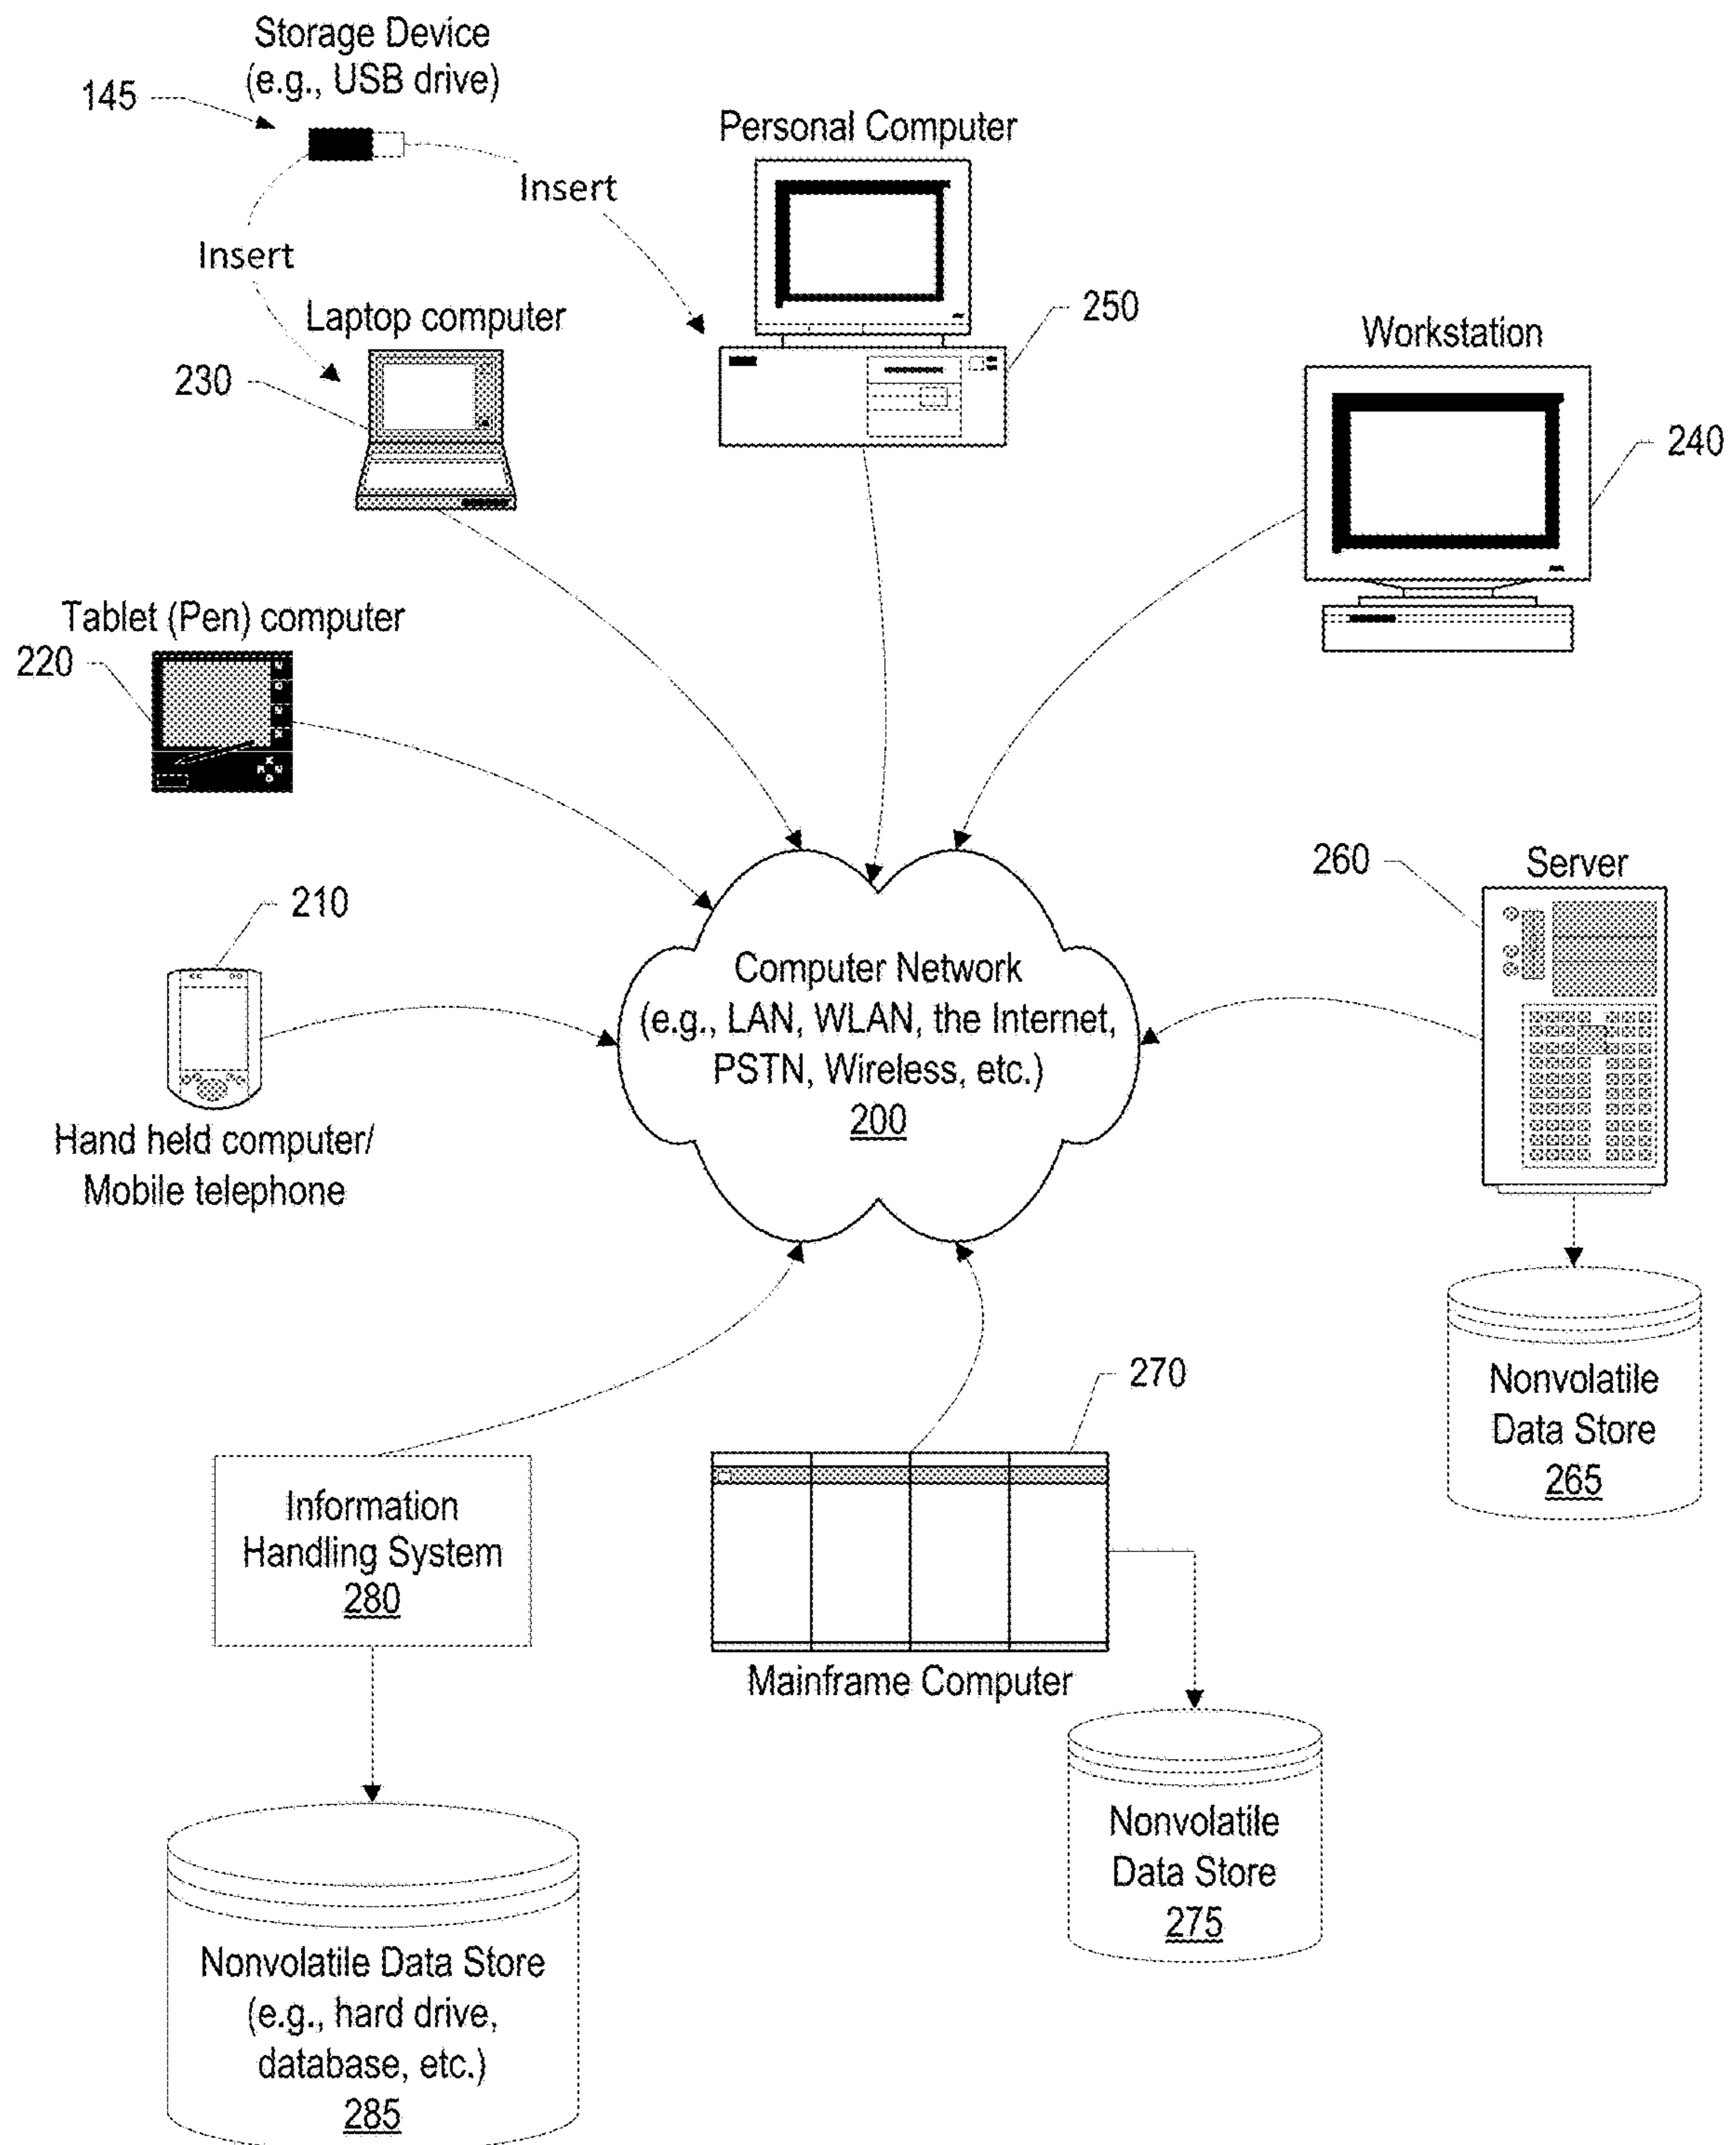 Storage Device
(e.g., USB drive)
145
Personal Computer
Insert
Insert
Laptop computer
250
Workstation
230
240
Tablet (Pen) computer
220
260
Server
210
Computer Network
(e.g., LAN, WLAN, the Internet,
PSTN, Wireless, etc.)
200
Hand held computer/
Mobile telephone
270
Nonvolatile
Data Store
265
Information
Handling System
280
Mainframe Computer
Nonvolatile
Data Store
275
Nonvolatile Data Store
(e.g., hard drive,
database, etc.)
285